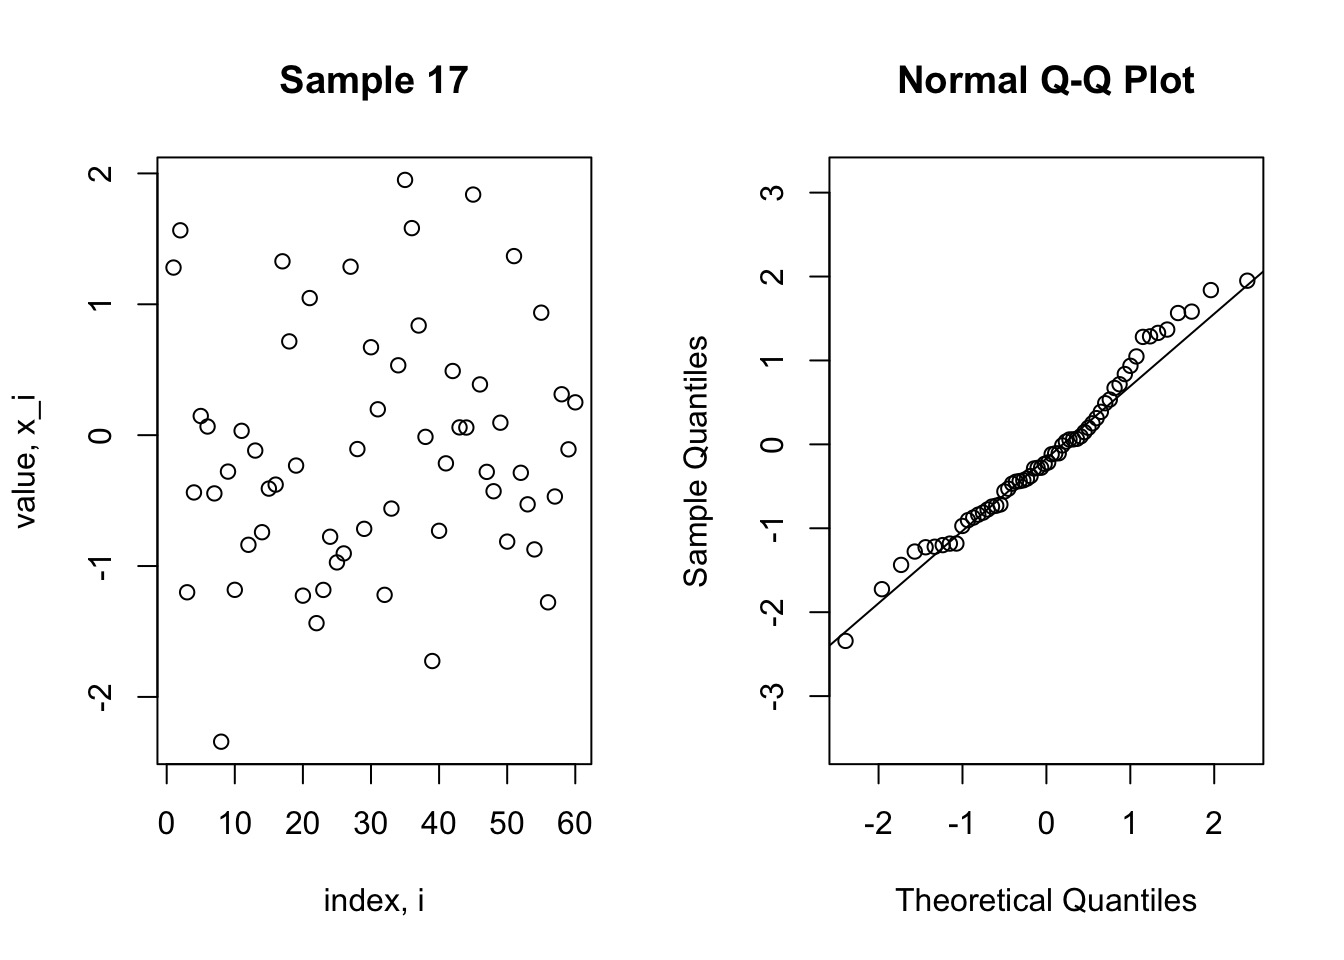 Sample 17
value, x_i
2
1
0
-1
-2
0 10 20 30 40 50 60
index, i
Normal Q-Q Plot
Sample Quantiles
3
2
1
0
-1
-2
-3
-2 -1 0 1 2
Theoretical Quantiles